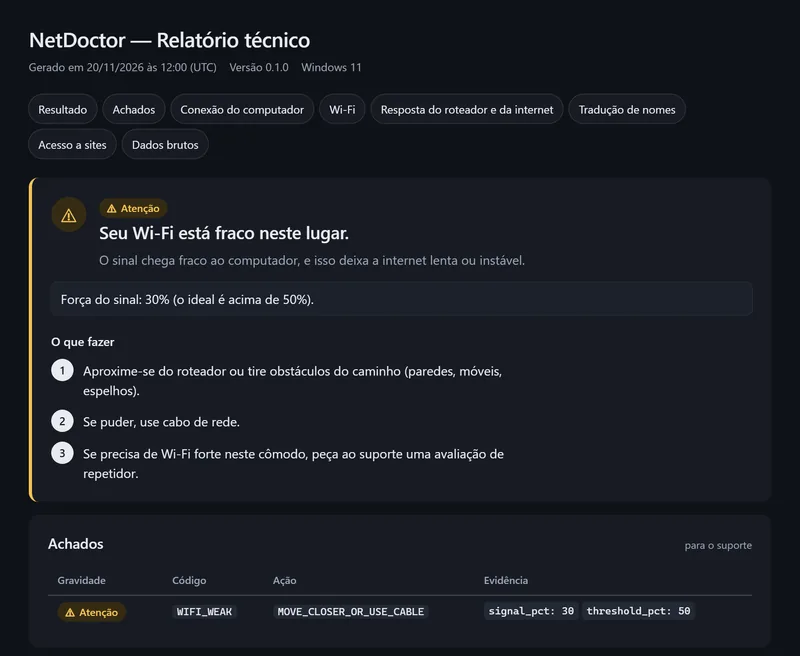 NetDoctor — Relatório técnico
Gerado em 20/11/2026 às 12:00 (UTC) Versão 0.1.0 Windows 11
Resultado Achados Conexão do computador Wi-Fi Resposta do roteador e da internet Tradução de nomes
Acesso a sites Dados brutos
Atenção
Seu Wi-Fi está fraco neste lugar.
O sinal chega fraco ao computador, e isso deixa a internet lenta ou instável.
Força do sinal: 30% (o ideal é acima de 50%).
O que fazer
1 Aproxime-se do roteador ou tire obstáculos do caminho (paredes, móveis,
espelhos).
2 Se puder, use cabo de rede.
3 Se precisa de Wi-Fi forte neste cômodo, peça ao suporte uma avaliação de
repetidor.
Achados para o suporte
Gravidade Código Ação Evidência
Atenção WIFI_WEAK MOVE_CLOSER_OR_USE_CABLE signal_pct: 30 threshold_pct: 50